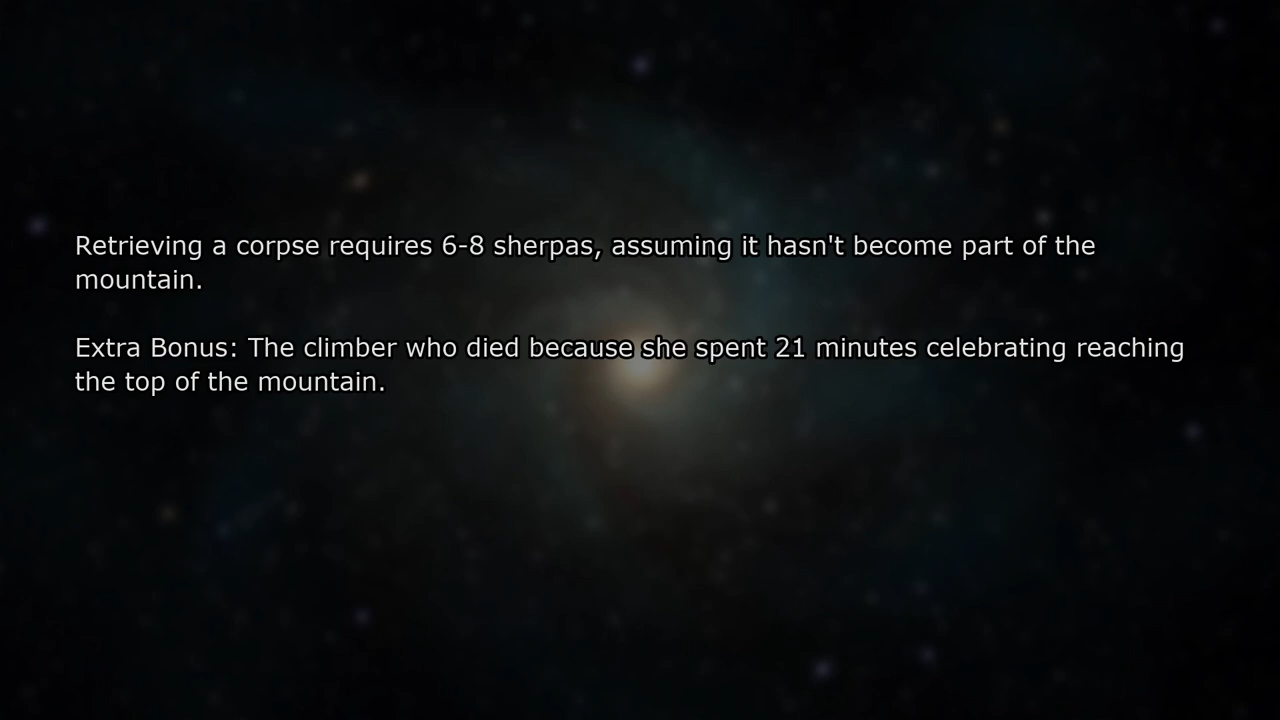 Retrieving a corpse requires 6-8 sherpas, assuming it hasn't become part of the
mountain.
Extra Bonus: The climber who died because she spent 21 minutes celebrating reaching
the top of the mountain.